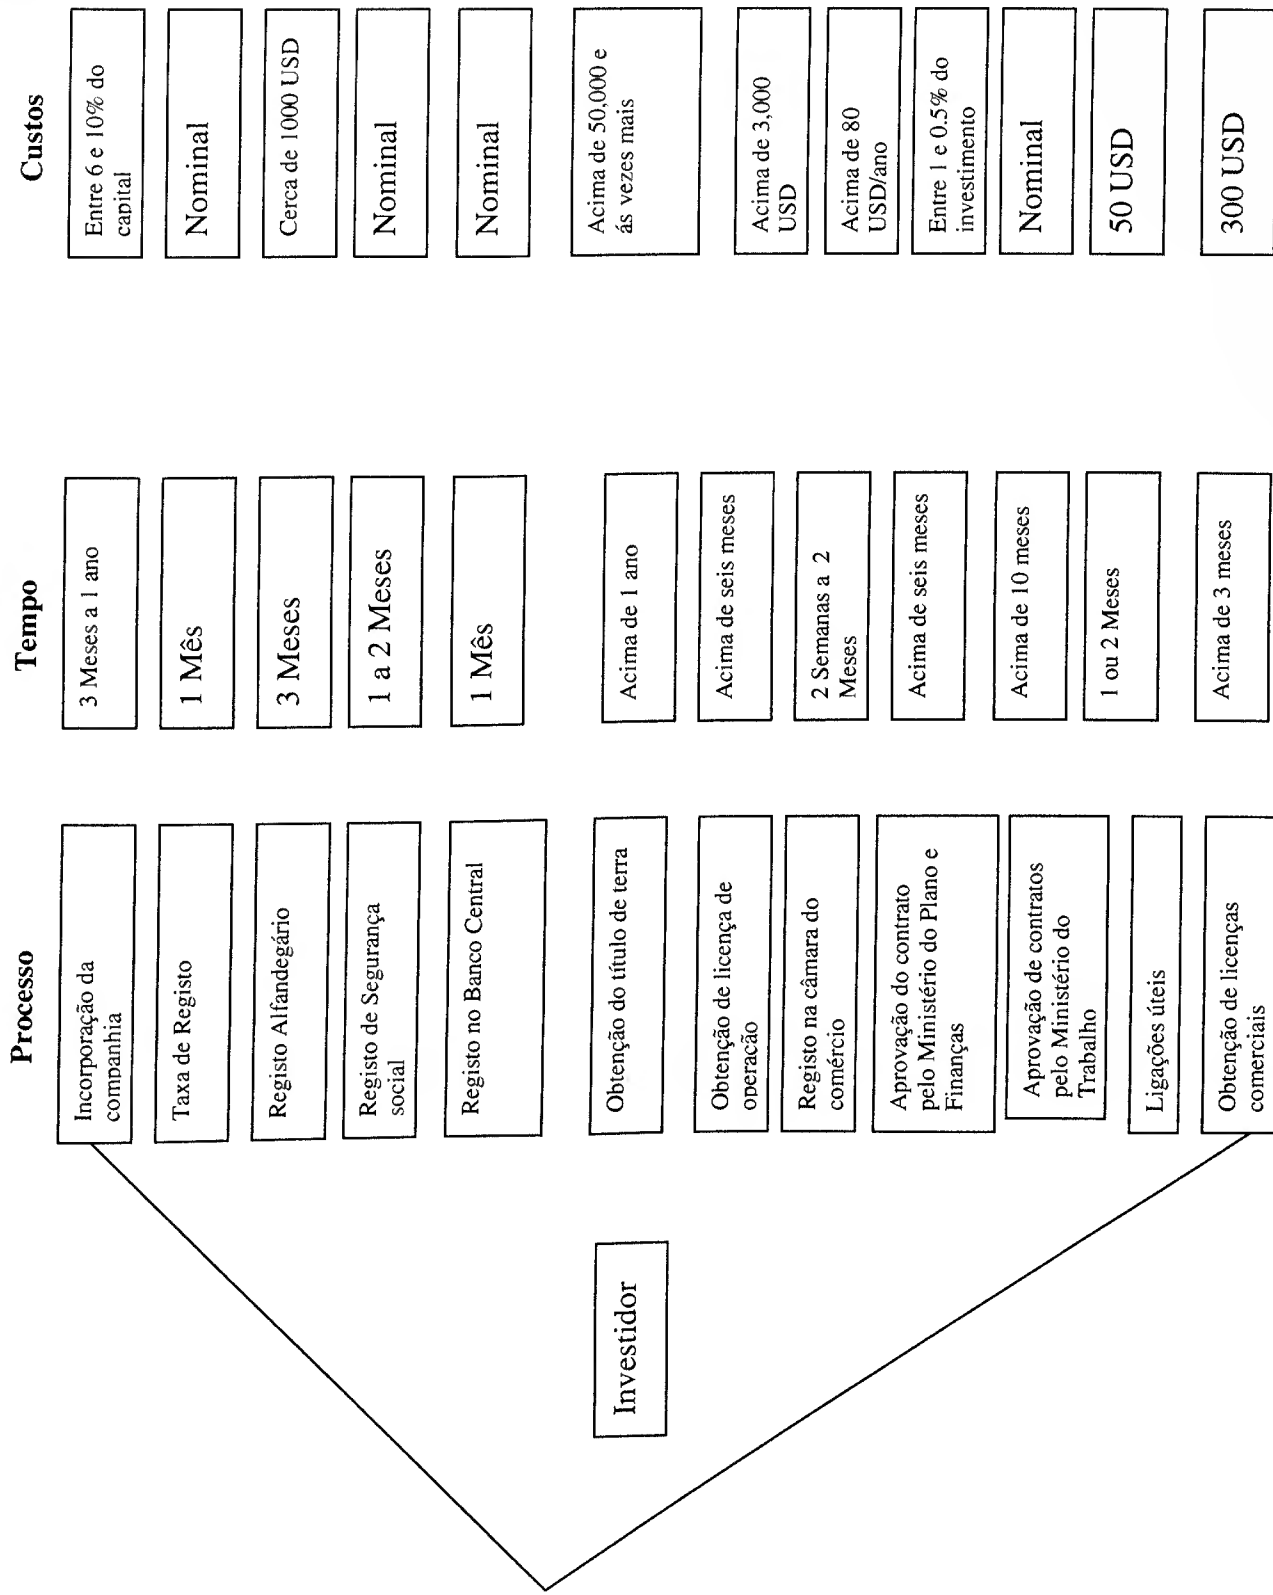 Processo
Tempo
Custos
Incorporação da
companhia
3 Meses a 1 ano
Entre 6 e 10% do
capital
Taxa de Registo
1 Mês
Nominal
Registo Alfandegário
3 Meses
Cerca de 1000 USD
Registo de Segurança
social
1 a 2 Meses
Nominal
Registo no Banco Central
1 Mês
Nominal
Investidor
Obtenção do título de terra
Acima de 1 ano
Acima de 50,000 e
ás vezes mais
Obtenção de licença de
operação
Acima de seis meses
Acima de 3,000
USD
Registo na câmara do
comércio
2 Semanas a 2
Meses
Acima de 80
USD/ano
Aprovação do contrato
pelo Ministério do Plano e
Finanças
Acima de seis meses
Entre 1 e 0.5% do
investimento
Aprovação de contratos
pelo Ministério do
Trabalho
Acima de 10 meses
Nominal
Ligações úteis
1 ou 2 Meses
50 USD
Obtenção de licenças
comerciais
Acima de 3 meses
300 USD